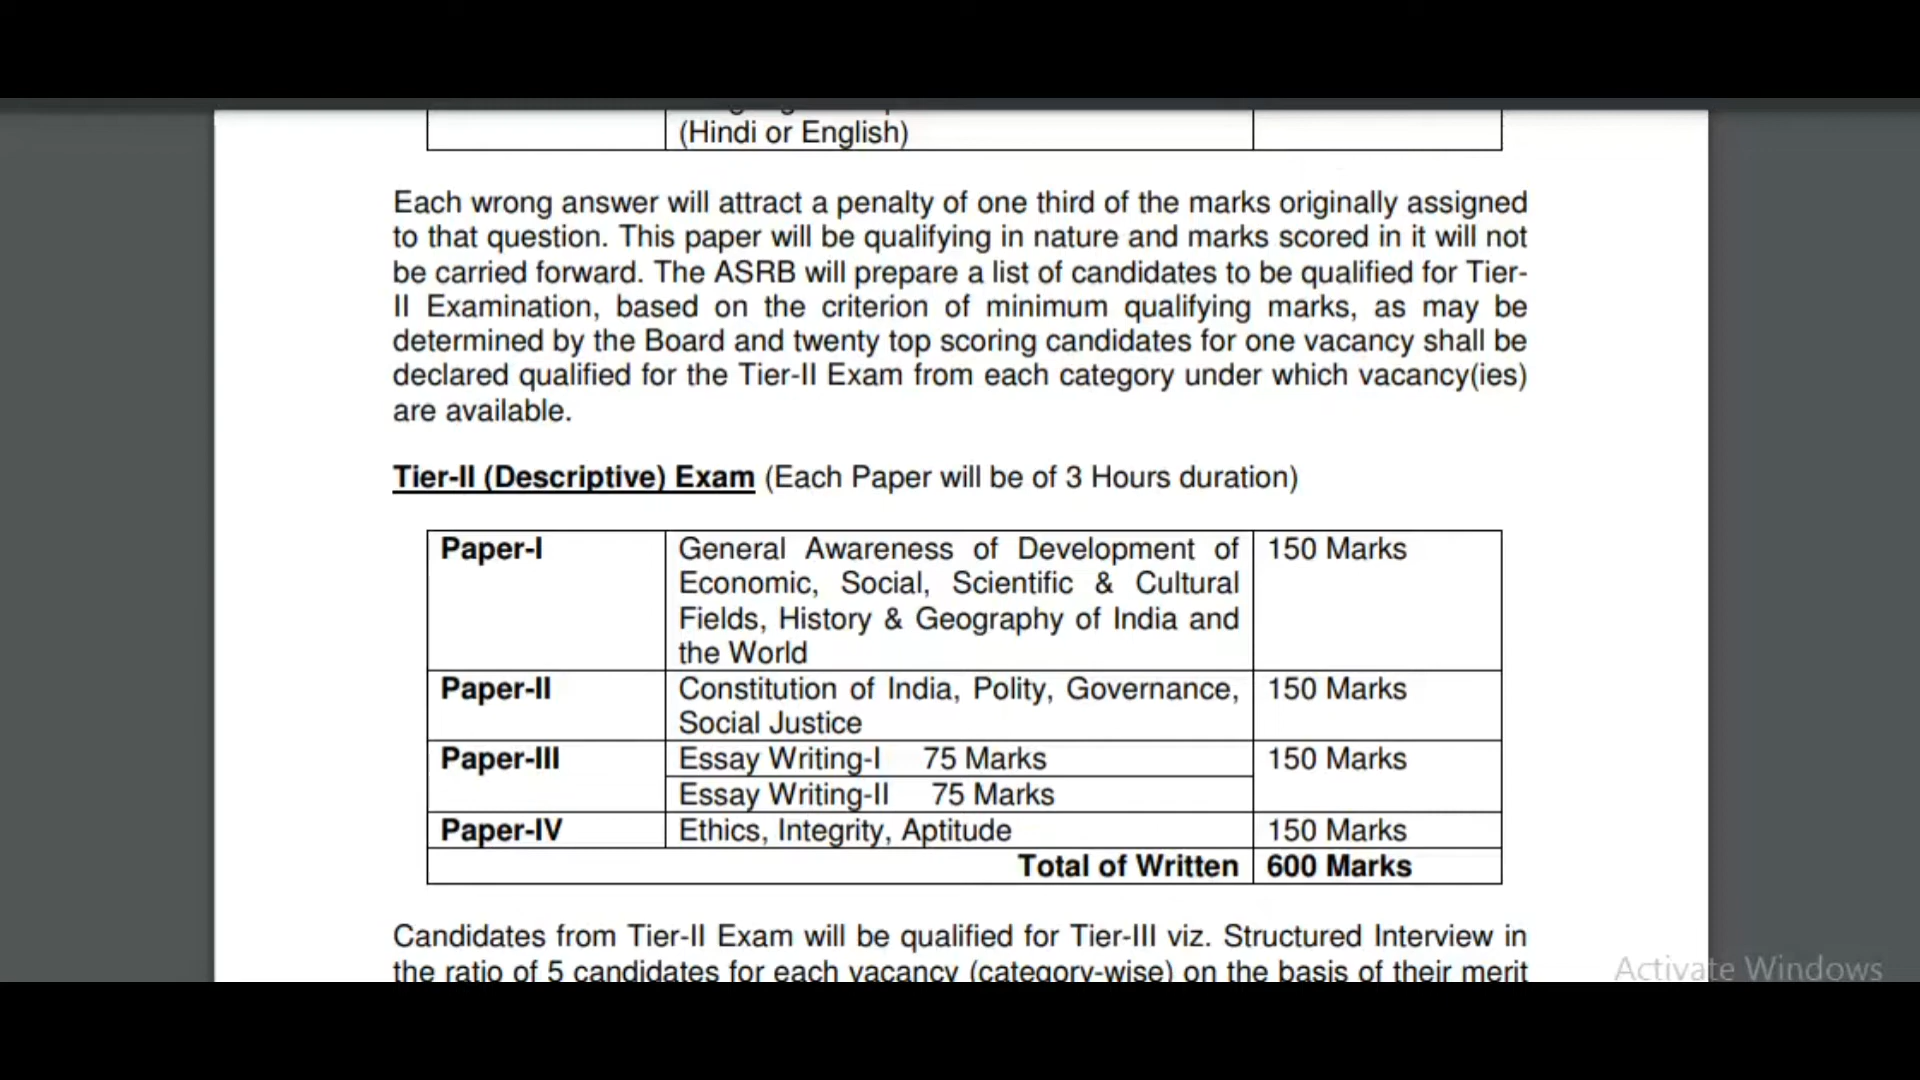 (Hindi or English)
Each wrong answer will attract a penalty of one third of the marks originally assigned
to that question. This paper will be qualifying in nature and marks scored in it will not
be carried forward. The ASRB will prepare a list of candidates to be qualified for Tier-
II Examination, based on the criterion of minimum qualifying marks, as may be
determined by the Board and twenty top scoring candidates for one vacancy shall be
declared qualified for the Tier-II Exam from each category under which vacancy(ies)
are available.
Tier-II (Descriptive) Exam (Each Paper will be of 3 Hours duration)
Paper-I General Awareness of Development of 150 Marks
Economic, Social, Scientific & Cultural
Fields, History & Geography of India and
the World
Paper-II Constitution of India, Polity, Governance, 150 Marks
Social Justice
Paper-III Essay Writing-I 75 Marks 150 Marks
Essay Writing-II 75 Marks
Paper-IV Ethics, Integrity, Aptitude 150 Marks
Total of Written 600 Marks
Candidates from Tier-II Exam will be qualified for Tier-III viz. Structured Interview in
the ratio of 5 candidates for each vacancy (category-wise) on the basis of their merit
Activate Windows